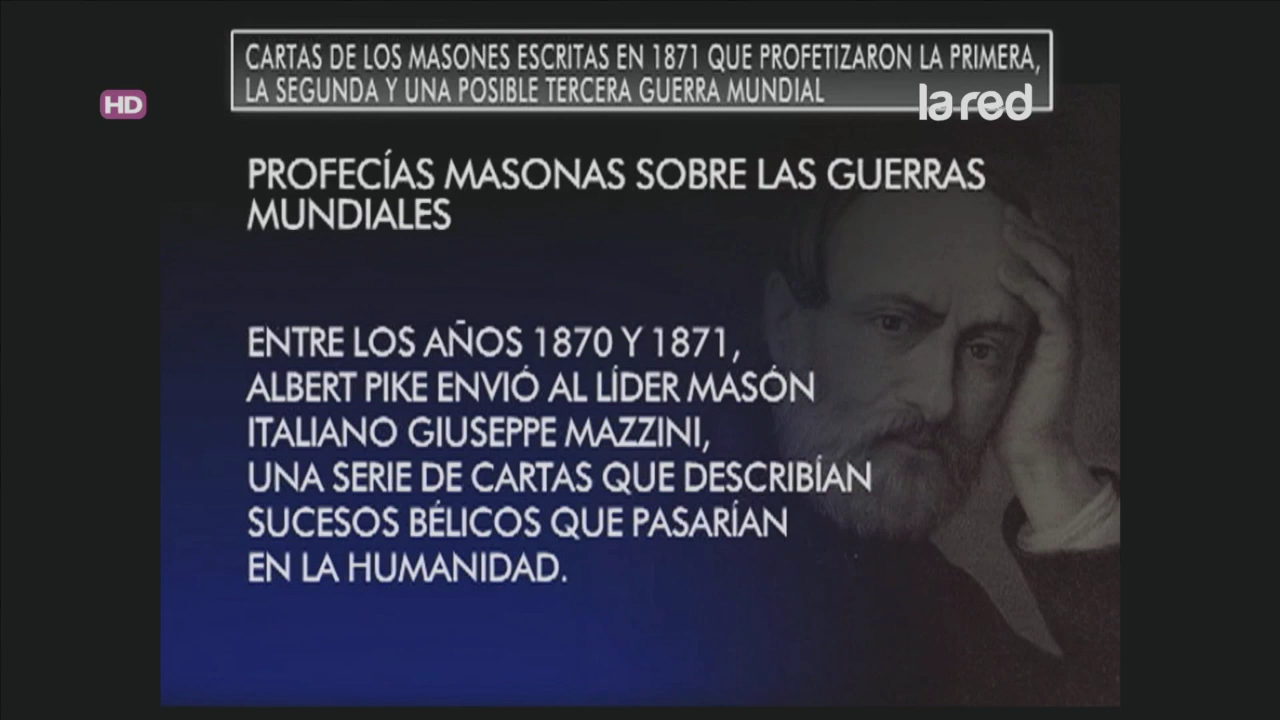 CARTAS DE LOS MASONES ESCRITAS EN 1871 QUE PROFETIZARON LA PRIMERA,
LA SEGUNDA Y UNA POSIBLE TERCERA GUERRA MUNDIAL
HD
la red
PROFECÍAS MASONAS SOBRE LAS GUERRAS
MUNDIALES
ENTRE LOS AÑOS 1870 Y 1871,
ALBERT PIKE ENVIÓ AL LÍDER MASÓN
ITALIANO GIUSEPPE MAZZINI,
UNA SERIE DE CARTAS QUE DESCRIBÍAN
SUCESOS BÉLICOS QUE PASARÍAN
EN LA HUMANIDAD.